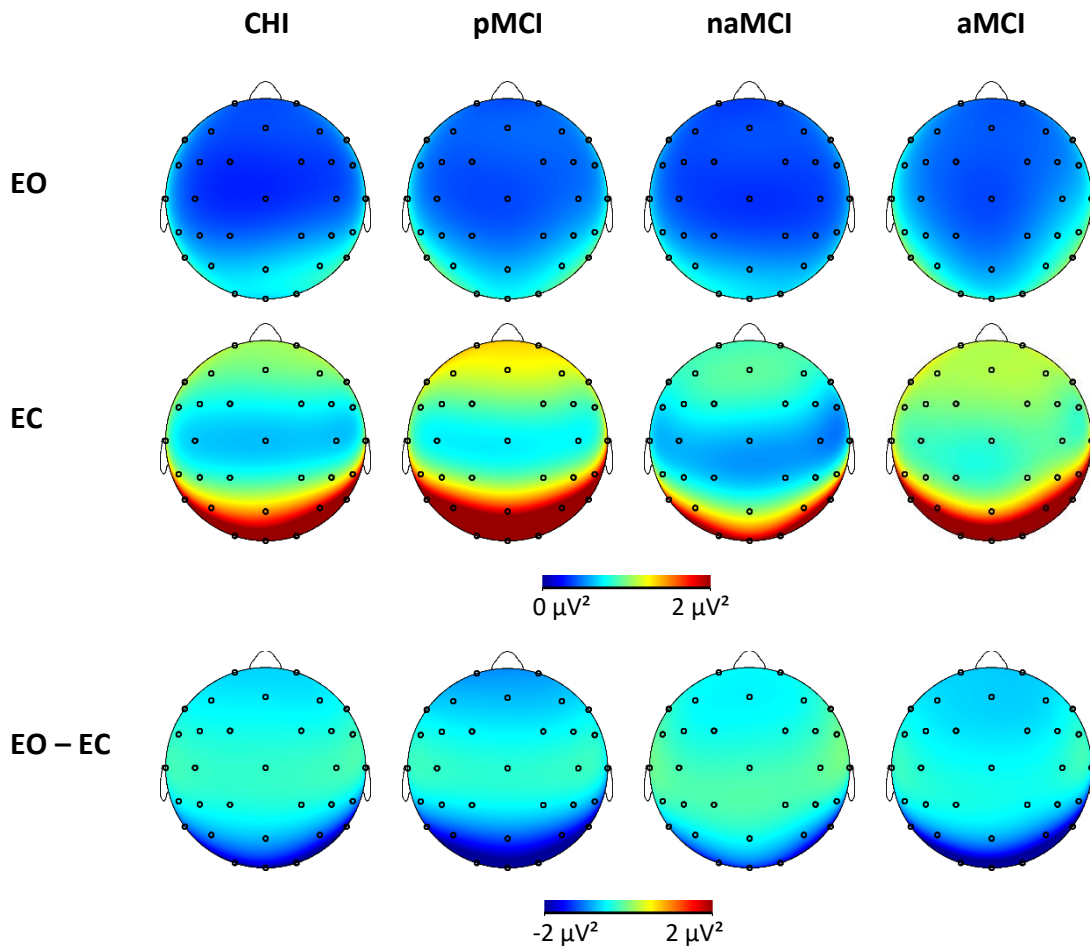 CHI pMCI naMCI aMCI
EO
EC
0 µV² 2 µV²
EO – EC
-2 µV² 2 µV²